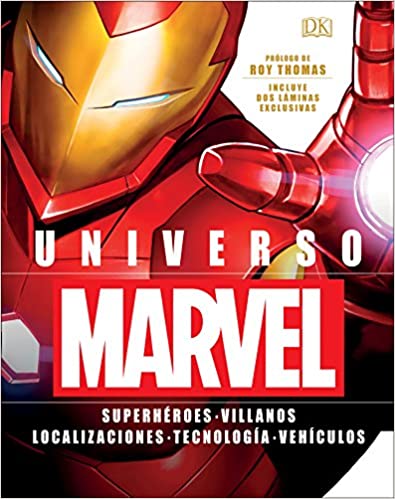 DK
PRÓLOGO DE
ROY THOMAS
INCLUYE
DOS LÁMINAS
EXCLUSIVAS
UNIVERSO
MARVEL
SUPERHÉROES·VILLANOS
LOCALIZACIONES·TECNOLOGÍA·VEHÍCULOS